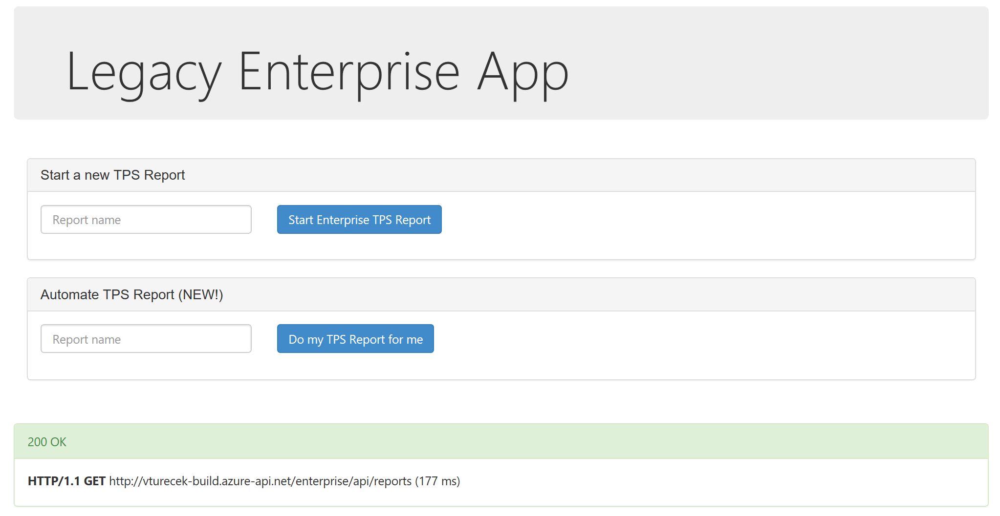 Legacy Enterprise App
Start a new TPS Report
Report name
Start Enterprise TPS Report
Automate TPS Report (NEW!)
Report name
Do my TPS Report for me
200 OK
HTTP/1.1 GET http://vturecek-build.azure-api.net/enterprise/api/reports (177 ms)